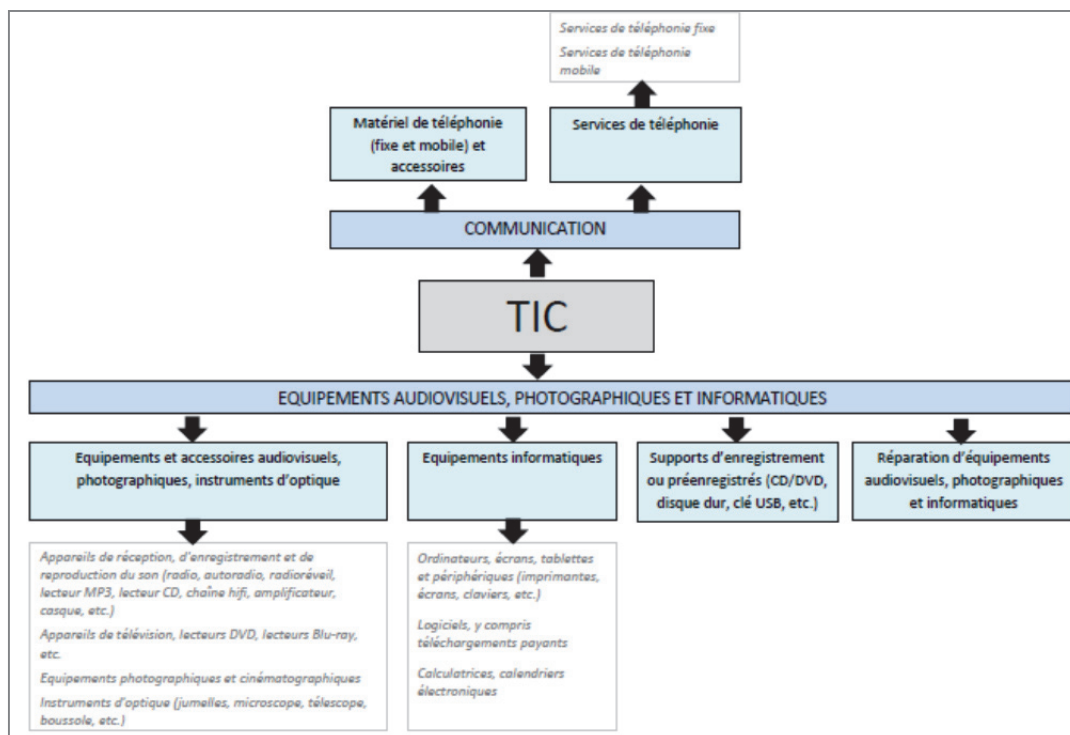 Services de téléphonie fixe
Services de téléphonie
mobile
Matériel de téléphonie
(fixe et mobile) et
accessoires
Services de téléphonie
COMMUNICATION
TIC
EQUIPEMENTS AUDIOVISUELS, PHOTOGRAPHIQUES ET INFORMATIQUES
Equipements et accessoires audiovisuels,
photographiques, instruments d'optique
Equipements informatiques
Supports d'enregistrement
ou préenregistrés (CD/DVD,
disque dur, clé USB, etc.)
Réparation d'équipements
audiovisuels, photographiques
et informatiques
Appareils de réception, d'enregistrement et de
reproduction du son (radio, autoradio, radioréveil,
lecteur MP3, lecteur CD, chaîne hifi, amplificateur,
casque, etc.)
Appareils de télévision, lecteurs DVD, lecteurs Blu-ray,
etc.
Equipements photographiques et cinématographiques
Instruments d'optique (jumelles, microscope, télescope,
boussole, etc.)
Ordinateurs, écrans, tablettes
et périphériques (imprimantes,
écrans, claviers, etc.)
Logiciels, y compris
téléchargements payants
Calculatrices, calendriers
électroniques